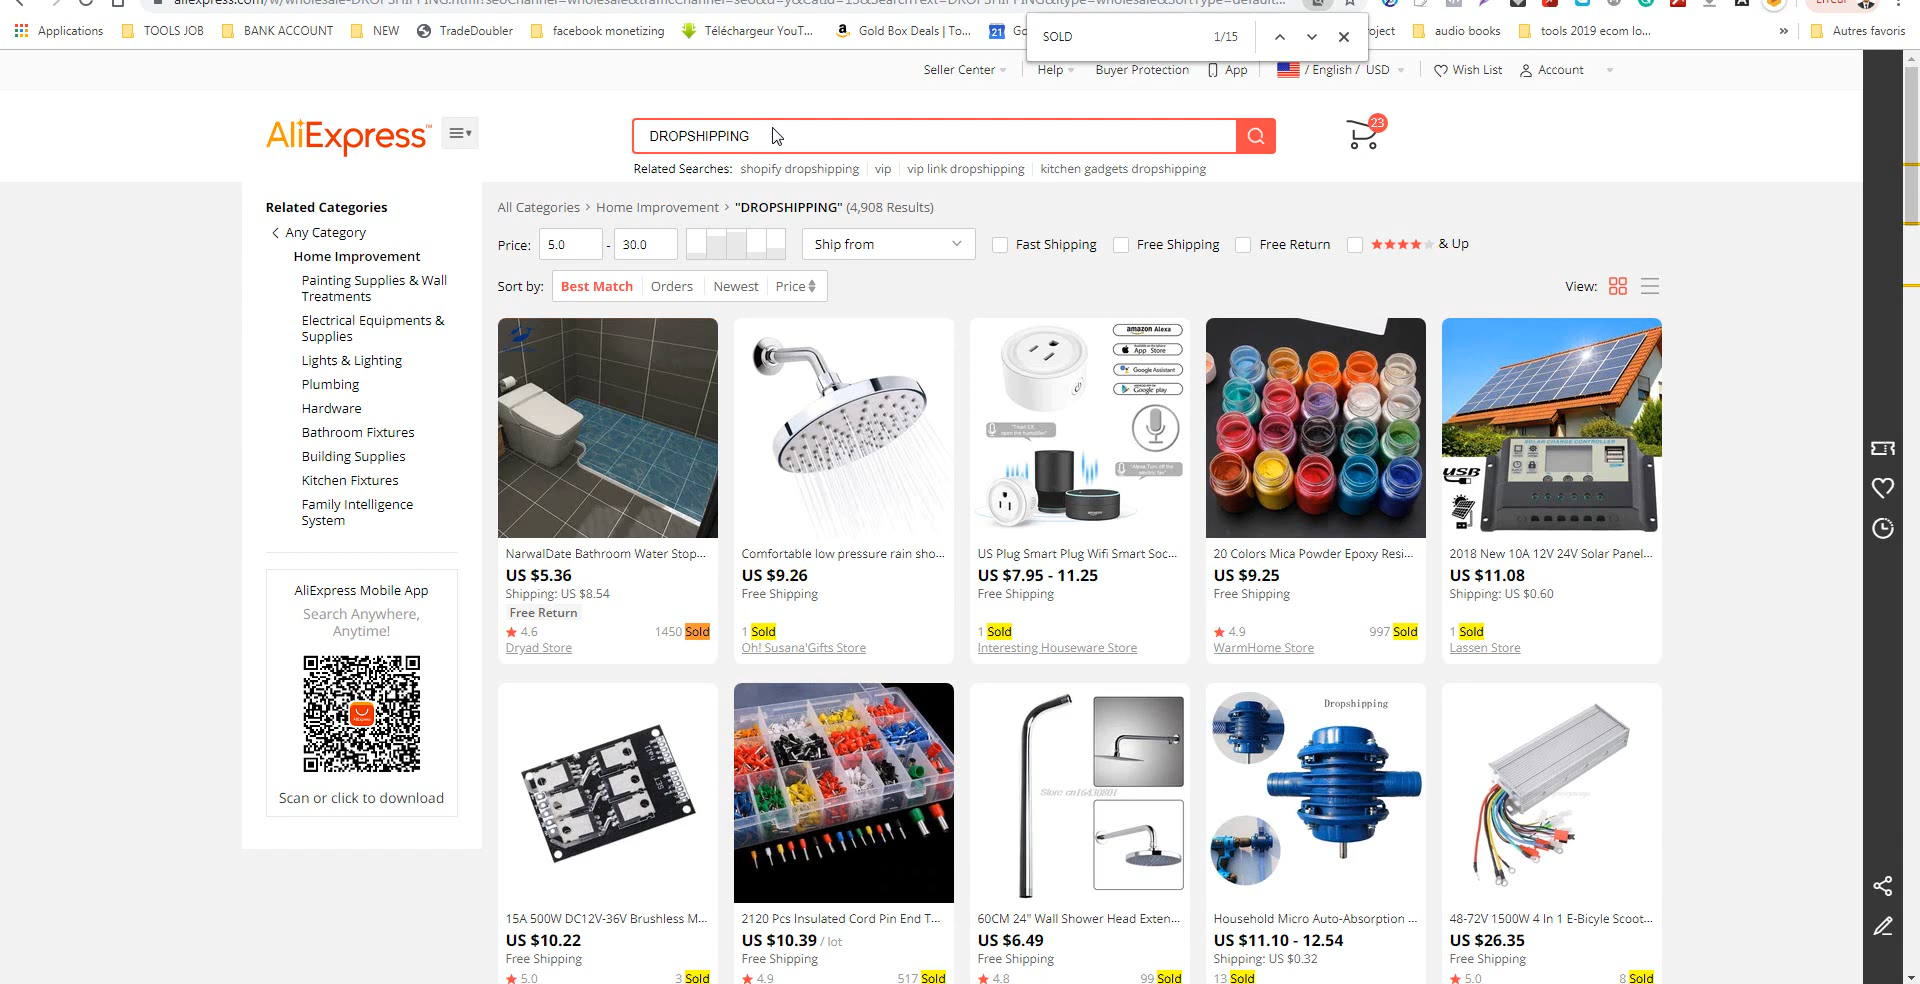 Applications
TOOLS JOB
BANK ACCOUNT
NEW
TradeDoubler
facebook monetizing
Téléchargeur YouT...
Gold Box Deals | To...
audio books
tools 2019 ecom lo...
»
Autres favoris
SOLD 1/15
Seller Center
Help
Buyer Protection
App
/ English / USD
Wish List
Account
AliExpress
DROPSHIPPING
23
Related Searches: shopify dropshipping vip vip link dropshipping kitchen gadgets dropshipping
Related Categories
< Any Category
Home Improvement
Painting Supplies & Wall
Treatments
Electrical Equipments &
Supplies
Lights & Lighting
Plumbing
Hardware
Bathroom Fixtures
Building Supplies
Kitchen Fixtures
Family Intelligence
System
AliExpress Mobile App
Search Anywhere,
Anytime!
Scan or click to download
All Categories > Home Improvement > "DROPSHIPPING" (4,908 Results)
Price: 5.0 - 30.0 Ship from Fast Shipping Free Shipping Free Return & Up
Sort by: Best Match Orders Newest Price
View:
amazon Alexa
App Store
Google Assistant
Google play
SOLAR CHARGE CONTROLLER
USB
NarwalDate Bathroom Water Stop...
US $5.36
Shipping: US $8.54
Free Return
4.6 1450 Sold
Dryad Store
Comfortable low pressure rain sho...
US $9.26
Free Shipping
1 Sold
Oh! Susana'Gifts Store
US Plug Smart Plug Wifi Smart Soc...
US $7.95 - 11.25
Free Shipping
1 Sold
Interesting Houseware Store
20 Colors Mica Powder Epoxy Resi...
US $9.25
Free Shipping
4.9 997 Sold
WarmHome Store
2018 New 10A 12V 24V Solar Panel...
US $11.08
Shipping: US $0.60
1 Sold
Lassen Store
Store cn16430801
Dropshipping
15A 500W DC12V-36V Brushless M...
US $10.22
Free Shipping
5.0 3 Sold
2120 Pcs Insulated Cord Pin End T...
US $10.39 / lot
Free Shipping
4.9 517 Sold
60CM 24" Wall Shower Head Exten...
US $6.49
Free Shipping
4.8 99 Sold
Household Micro Auto-Absorption ...
US $11.10 - 12.54
Shipping: US $0.32
13 Sold
48-72V 1500W 4 In 1 E-Bicyle Scoot...
US $26.35
Free Shipping
5.0 8 Sold